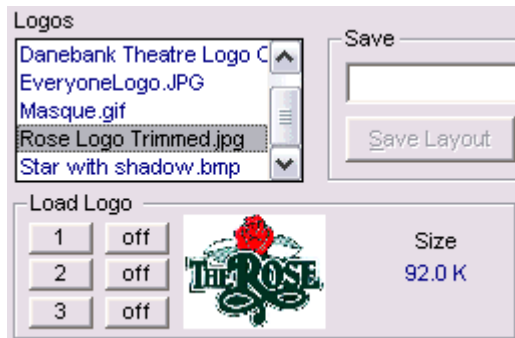 Logos
Danebank Theatre Logo C
EveryoneLogo.JPG
Masque.gif
Rose Logo Trimmed.jpg
Star with shadow.bmp
Save
Save Layout
Load Logo
1 off
2 off
3 off
THE ROSE
Size
92.0 K